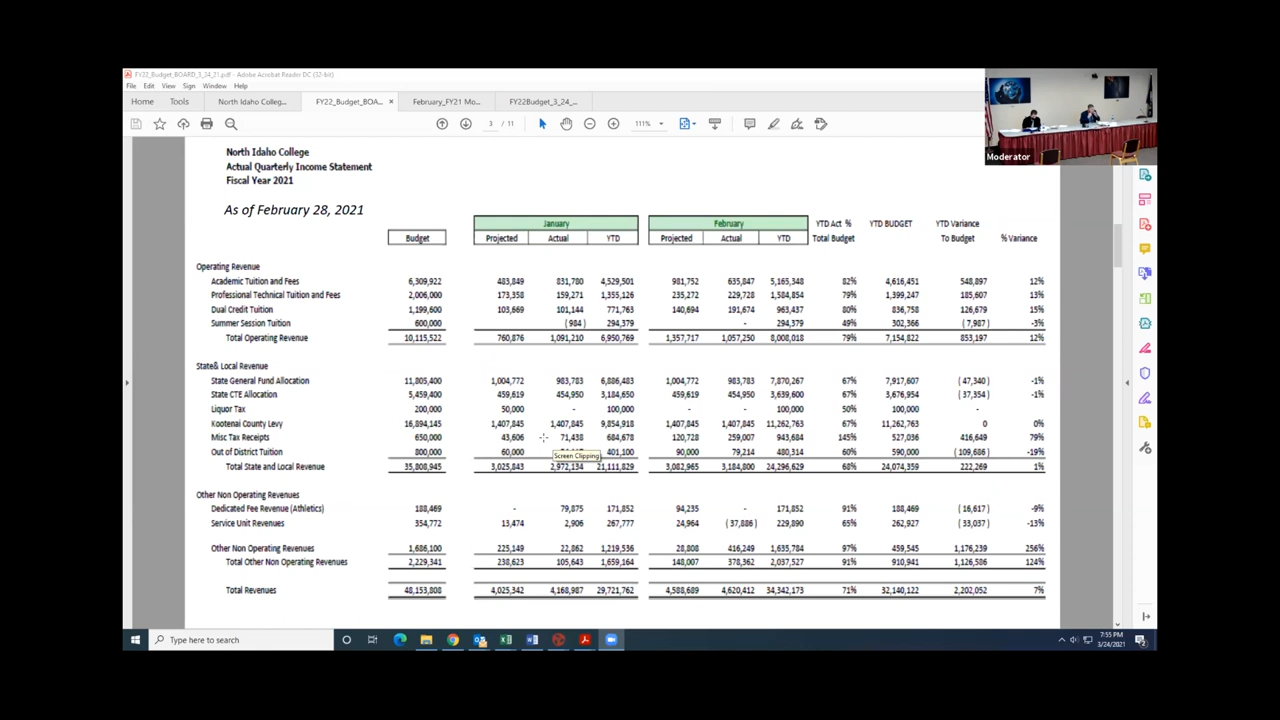 FY22_Budget_BOARD_3_24_21.pdf - Adobe Acrobat Reader DC (32-bit)
File Edit View Sign Window Help
Home Tools North Idaho Colleg... FY22_Budget_BOA... × February_FY21 Mo... FY22Budget_3_24_...
3 / 11 111%
Moderator
North Idaho College
Actual Quarterly Income Statement
Fiscal Year 2021
As of February 28, 2021
January February YTD Act % YTD BUDGET YTD Variance
Budget Projected Actual YTD Projected Actual YTD Total Budget To Budget % Variance
Operating Revenue
Academic Tuition and Fees 6,309,922 483,849 831,780 4,529,501 981,752 635,847 5,165,348 82% 4,616,451 548,897 12%
Professional Technical Tuition and Fees 2,006,000 173,358 159,271 1,355,126 235,272 229,728 1,584,854 79% 1,399,247 185,607 13%
Dual Credit Tuition 1,199,600 103,669 101,144 771,763 140,694 191,674 963,437 80% 836,758 126,679 15%
Summer Session Tuition 600,000 (984) 294,379 - 294,379 49% 302,366 (7,987) -3%
Total Operating Revenue 10,115,522 760,876 1,091,210 6,950,769 1,357,717 1,057,250 8,008,018 79% 7,154,822 853,197 12%
State& Local Revenue
State General Fund Allocation 11,805,400 1,004,772 983,783 6,886,483 1,004,772 983,783 7,870,267 67% 7,917,607 (47,340) -1%
State CTE Allocation 5,459,400 459,619 454,950 3,184,650 459,619 454,950 3,639,600 67% 3,676,954 (37,354) -1%
Liquor Tax 200,000 50,000 - 100,000 - - 100,000 50% 100,000 -
Kootenai County Levy 16,894,145 1,407,845 1,407,845 9,854,918 1,407,845 1,407,845 11,262,763 67% 11,262,763 0 0%
Misc Tax Receipts 650,000 43,606 71,438 684,678 120,728 259,007 943,684 145% 527,036 416,649 79%
Out of District Tuition 800,000 60,000 401,100 90,000 79,214 480,314 60% 590,000 (109,686) -19%
Screen Clipping
Total State and Local Revenue 35,808,945 3,025,843 2,972,134 21,111,829 3,082,965 3,184,800 24,296,629 68% 24,074,359 222,269 1%
Other Non Operating Revenues
Dedicated Fee Revenue (Athletics) 188,469 - 79,875 171,852 94,235 - 171,852 91% 188,469 (16,617) -9%
Service Unit Revenues 354,772 13,474 2,906 267,777 24,964 (37,886) 229,890 65% 262,927 (33,037) -13%
Other Non Operating Revenues 1,686,100 225,149 22,862 1,219,536 28,808 416,249 1,635,784 97% 459,545 1,176,239 256%
Total Other Non Operating Revenues 2,229,341 238,623 105,643 1,659,164 148,007 378,362 2,037,527 91% 910,941 1,126,586 124%
Total Revenues 48,153,808 4,025,342 4,168,987 29,721,762 4,588,689 4,620,412 34,342,173 71% 32,140,122 2,202,052 7%
Type here to search
7:55 PM
3/24/2021